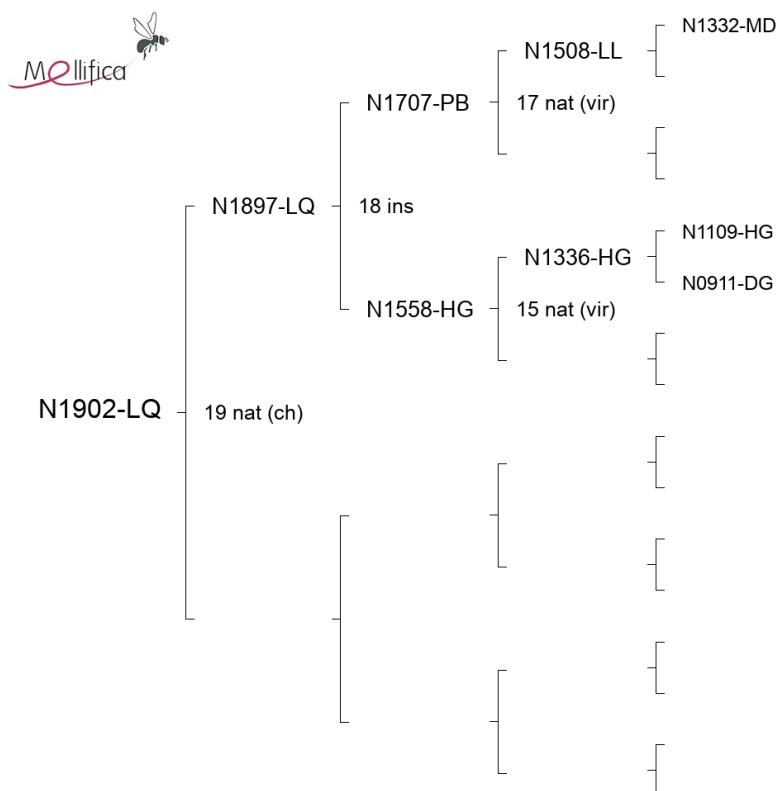 Mellifica
N1332-MD
N1508-LL
N1707-PB
17 nat (vir)
N1897-LQ
18 ins
N1109-HG
N1336-HG
N0911-DG
N1558-HG
15 nat (vir)
N1902-LQ
19 nat (ch)